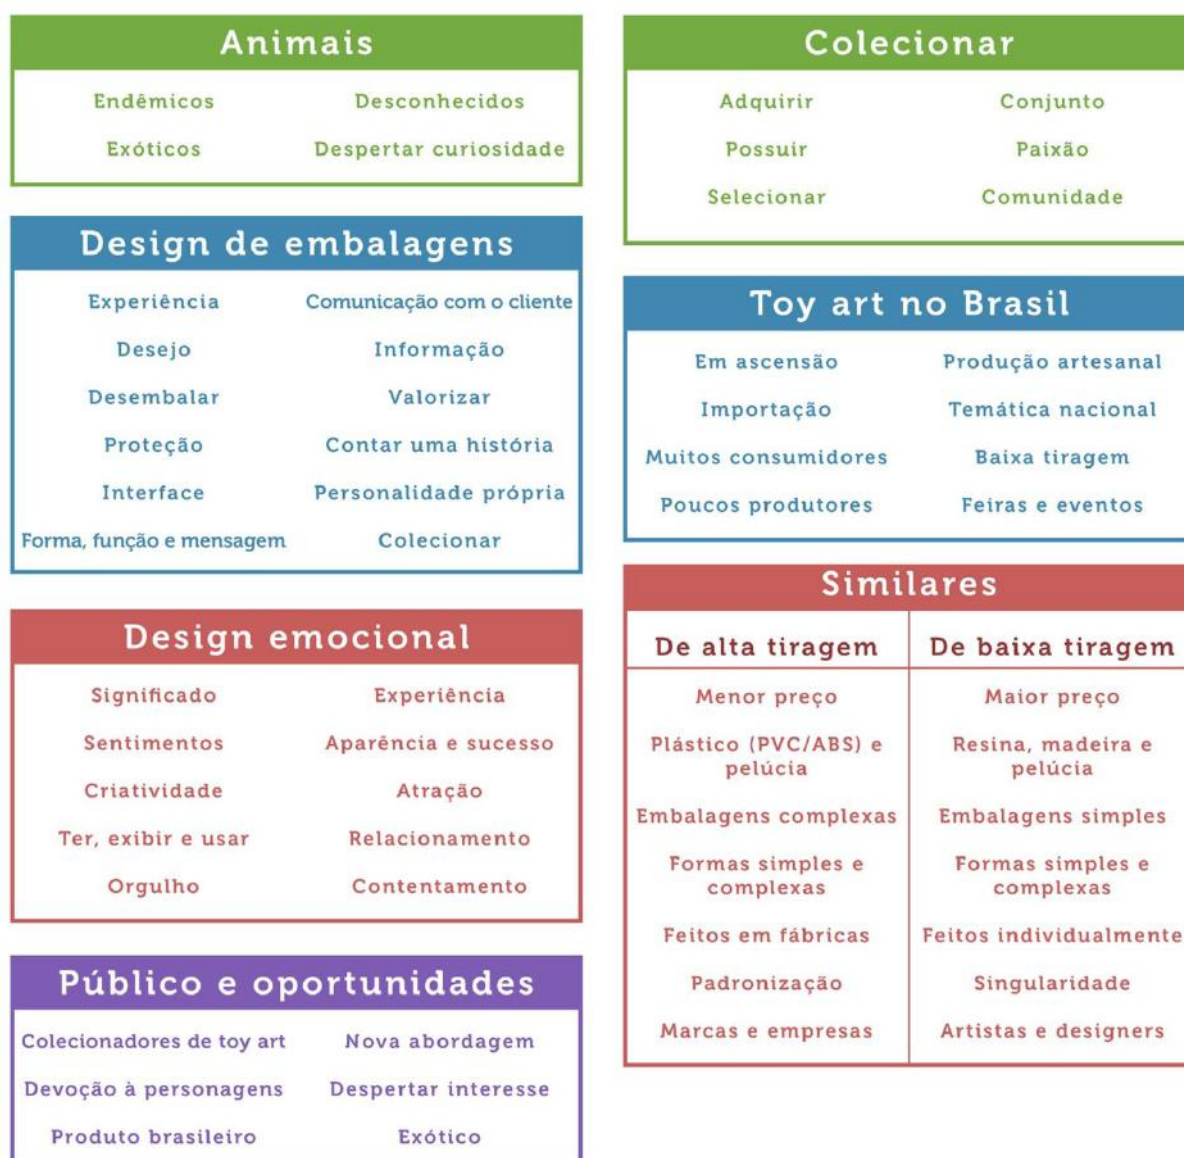 Animais
Endêmicos Desconhecidos
Exóticos Despertar curiosidade
Design de embalagens
Experiência Comunicação com o cliente
Desejo Informação
Desembalar Valorizar
Proteção Contar uma história
Interface Personalidade própria
Forma, função e mensagem Colecionar
Design emocional
Significado Experiência
Sentimentos Aparência e sucesso
Criatividade Atração
Ter, exibir e usar Relacionamento
Orgulho Contentamento
Público e oportunidades
Colecionadores de toy art Nova abordagem
Devoção à personagens Despertar interesse
Produto brasileiro Exótico
Colecionar
Adquirir Conjunto
Possuir Paixão
Selecionar Comunidade
Toy art no Brasil
Em ascensão Produção artesanal
Importação Temática nacional
Muitos consumidores Baixa tiragem
Poucos produtores Feiras e eventos
Similares
De alta tiragem De baixa tiragem
Menor preço Maior preço
Plástico (PVC/ABS) e Resina, madeira e
pelúcia pelúcia
Embalagens complexas Embalagens simples
Formas simples e Formas simples e
complexas complexas
Feitos em fábricas Feitos individualmente
Padronização Singularidade
Marcas e empresas Artistas e designers